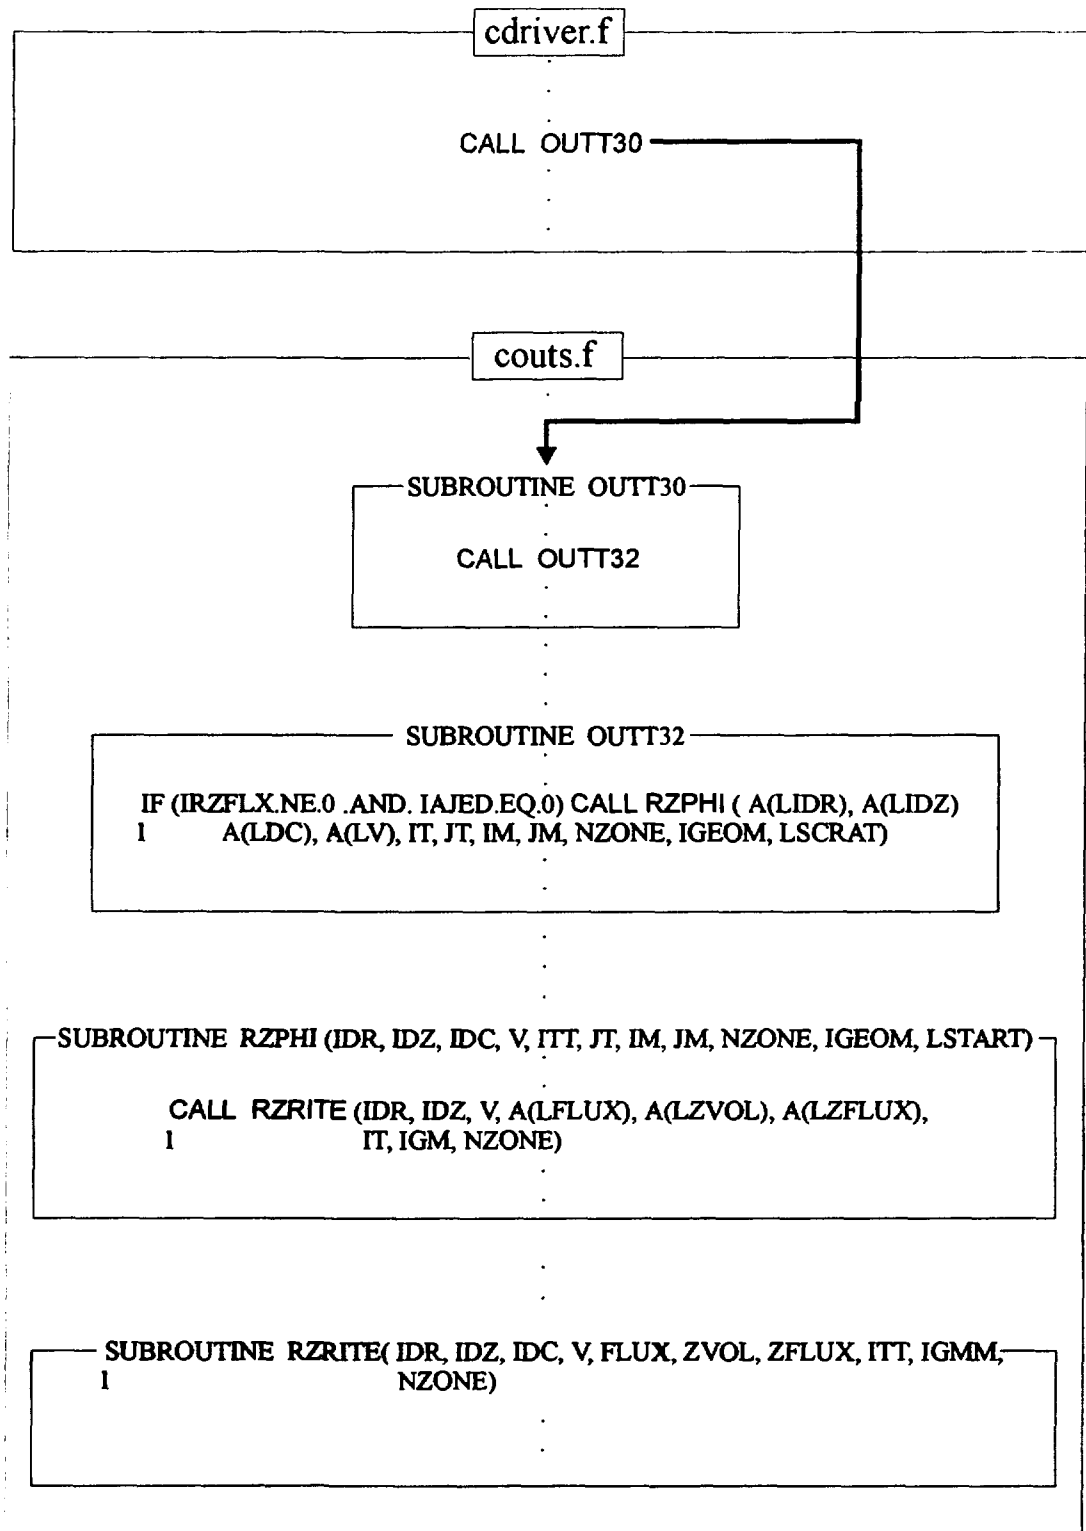 cdriver.f
CALL OUTT30
couts.f
SUBROUTINE OUTT30
CALL OUTT32
SUBROUTINE OUTT32
IF (IRZFLX.NE.0 .AND. IAJED.EQ.0) CALL RZPHI ( A(LIDR), A(LIDZ)
1 A(LDC), A(LV), IT, JT, IM, JM, NZONE, IGEOM, LSCRAT)
SUBROUTINE RZPHI (IDR, IDZ, IDC, V, ITT, JT, IM, JM, NZONE, IGEOM, LSTART)
CALL RZRITE (IDR, IDZ, V, A(LFLUX), A(LZVOL), A(LZFLUX),
1 IT, IGM, NZONE)
SUBROUTINE RZRITE( IDR, IDZ, IDC, V, FLUX, ZVOL, ZFLUX, ITT, IGMM,
1 NZONE)